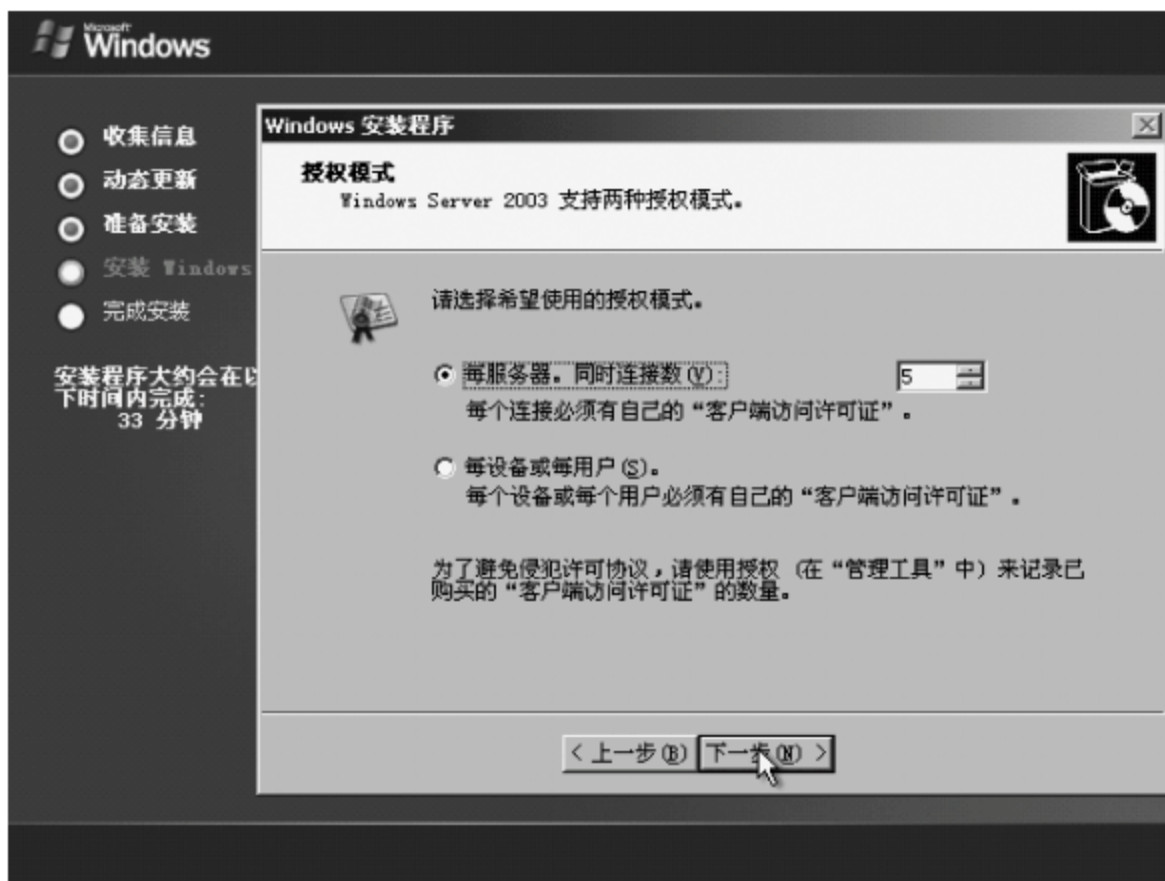 Microsoft
Windows
收集信息
动态更新
准备安装
安装 Windows
完成安装
安装程序大约会在以
下时间内完成:
33 分钟
Windows 安装程序
授权模式
Windows Server 2003 支持两种授权模式。
请选择希望使用的授权模式。
每服务器。同时连接数(V):
5
每个连接必须有自己的“客户端访问许可证”。
每设备或每用户(S)。
每个设备或每个用户必须有自己的“客户端访问许可证”。
为了避免侵犯许可协议，请使用授权（在“管理工具”中）来记录已
购买的“客户端访问许可证”的数量。
< 上一步(B)
下一步(N) >